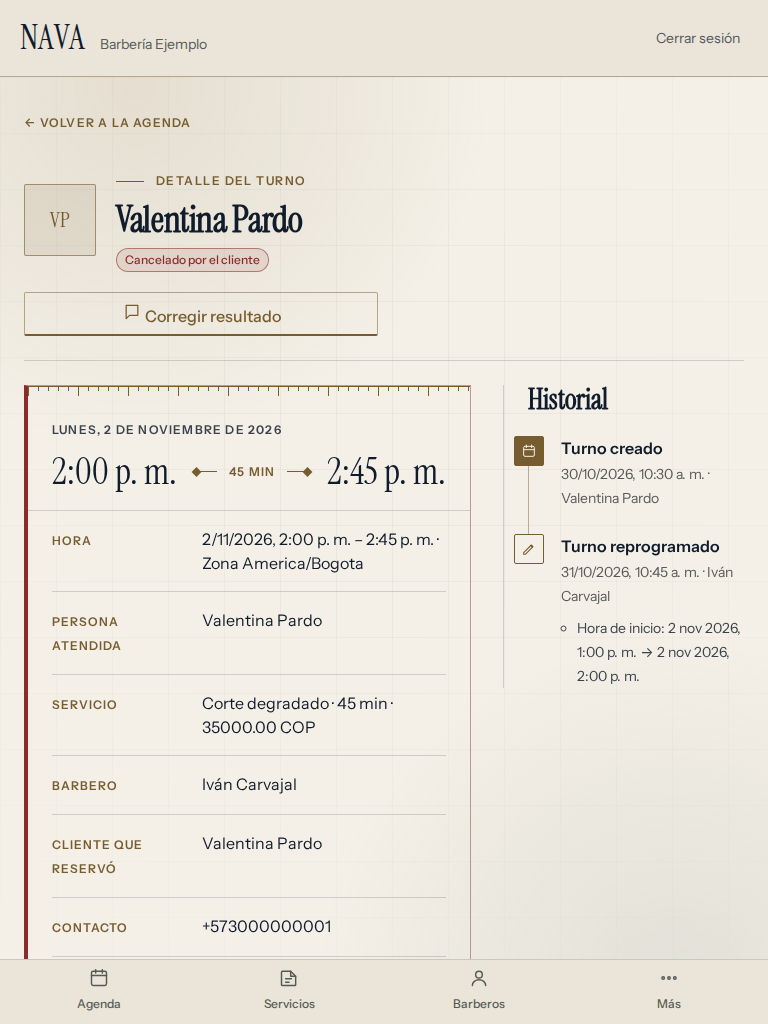 NAVA Barbería Ejemplo
Cerrar sesión
← VOLVER A LA AGENDA
DETALLE DEL TURNO
VP
Valentina Pardo
Cancelado por el cliente
Corregir resultado
LUNES, 2 DE NOVIEMBRE DE 2026
2:00 p. m. 45 MIN 2:45 p. m.
HORA
2/11/2026, 2:00 p. m. – 2:45 p. m. ·
Zona America/Bogota
PERSONA
ATENDIDA
Valentina Pardo
SERVICIO
Corte degradado · 45 min ·
35000.00 COP
BARBERO
Iván Carvajal
CLIENTE QUE
RESERVÓ
Valentina Pardo
CONTACTO
+573000000001
Historial
Turno creado
30/10/2026, 10:30 a. m. ·
Valentina Pardo
Turno reprogramado
31/10/2026, 10:45 a. m. · Iván
Carvajal
Hora de inicio: 2 nov 2026,
1:00 p. m. → 2 nov 2026,
2:00 p. m.
Agenda
Servicios
Barberos
Más